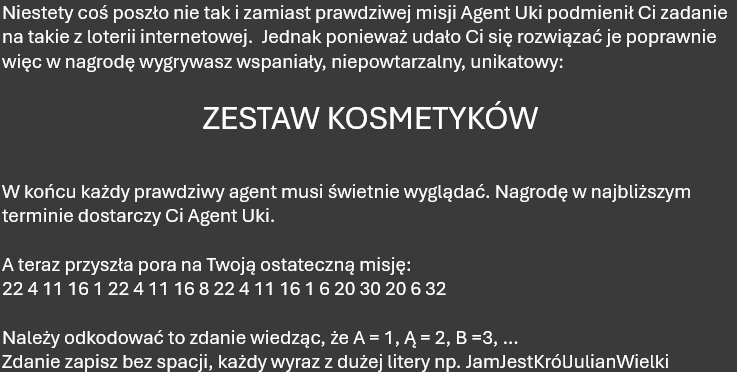 Niestety coś poszło nie tak i zamiast prawdziwej misji Agent Uki podmienił Ci zadanie
na takie z loterii internetowej.  Jednak ponieważ udało Ci się rozwiązać je poprawnie
więc w nagrodę wygrywasz wspaniały, niepowtarzalny, unikatowy:
ZESTAW KOSMETYKÓW
W końcu każdy prawdziwy agent musi świetnie wyglądać. Nagrodę w najbliższym
terminie dostarczy Ci Agent Uki.
A teraz przyszła pora na Twoją ostateczną misję:
22 4 11 16 1 22 4 11 16 8 22 4 11 16 1 6 20 30 20 6 32
Należy odkodować to zdanie wiedząc, że A = 1, Ą = 2, B =3, ...
Zdanie zapisz bez spacji, każdy wyraz z dużej litery np. JamJestKrólJulianWielki